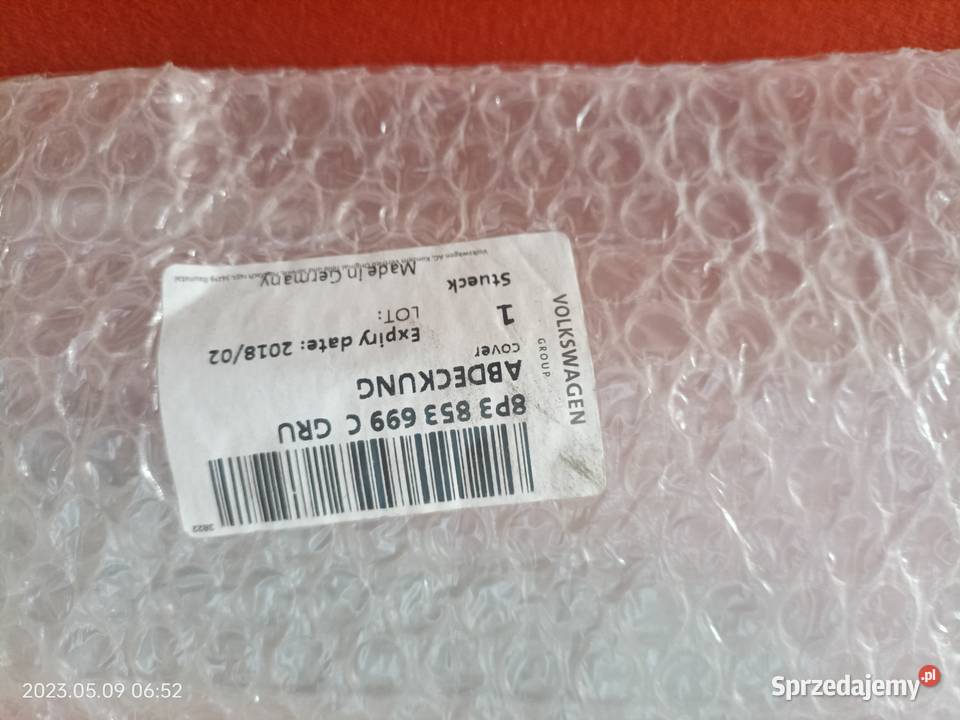 VOLKSWAGEN
GROUP
3822
8P3 853 699 C GRU
ABDECKUNG
cover
Expiry date: 2018/02
1
LOT:
Stueck
Made in Germany
2023.05.09 06:52
Sprzedajemy.pl